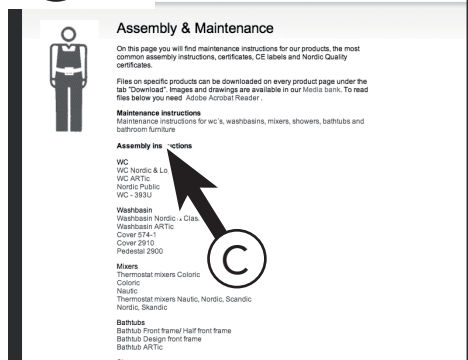 Assembly & Maintenance
On this page you will find maintenance instructions for our products, the most
common assembly instructions, certificates, CE labels and Nordic Quality
certificates.
Files on specific products can be downloaded on every product page under the
tab "Download". Images and drawings are available in our Media bank. To read
files below you need Adobe Acrobat Reader .
Maintenance instructions
Maintenance instructions for wc´s, washbasins, mixers, showers, bathtubs and
bathroom furniture
Assembly
WC
WC Nordic &
WC ARTic
Nordic Public
WC - 393U
Washbasin
Washbasin Nordic
Washbasin ARTic
Cover 574-1
Cover 2910
Pedestal 2900
C
Mixers
Thermostat mixers Coloric
Coloric
Nautic
Thermostat mixers Nautic, Nordic, Scandic
Nordic, Skandic
Bathtubs
Bathtub Front frame/ Half front frame
Bathtub Design front frame
Bathtub ARTic